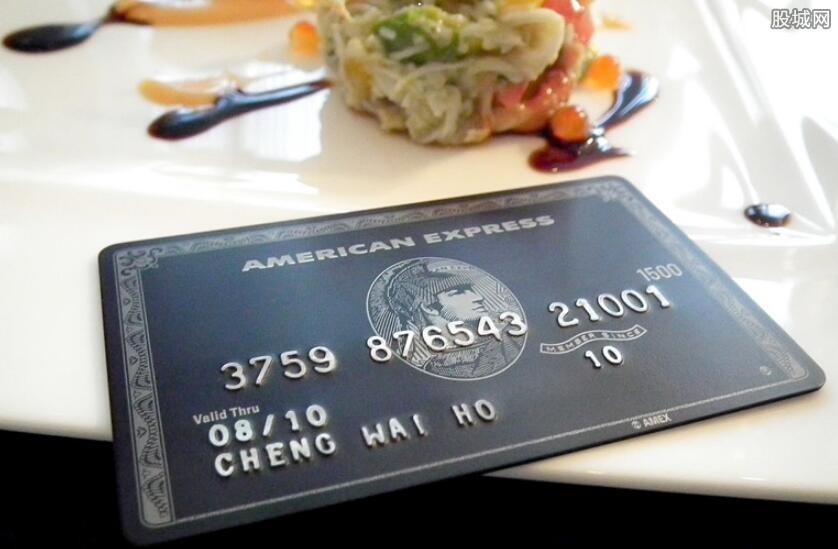 股城网
AMERICAN EXPRESS
1500
3759 876543 21001
MEMBER SINCE
10
Valid Thru
08/10
CHENG WAI HO
© AMEX